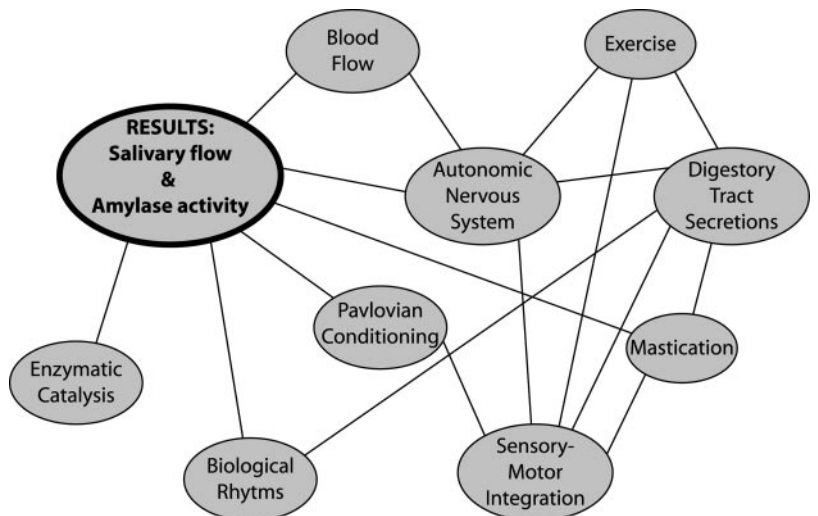 Blood
Flow
Exercise
RESULTS:
Salivary flow
&
Amylase activity
Autonomic
Nervous
System
Digestory
Tract
Secretions
Pavlovian
Conditioning
Mastication
Enzymatic
Catalysis
Biological
Rhytms
Sensory-
Motor
Integration